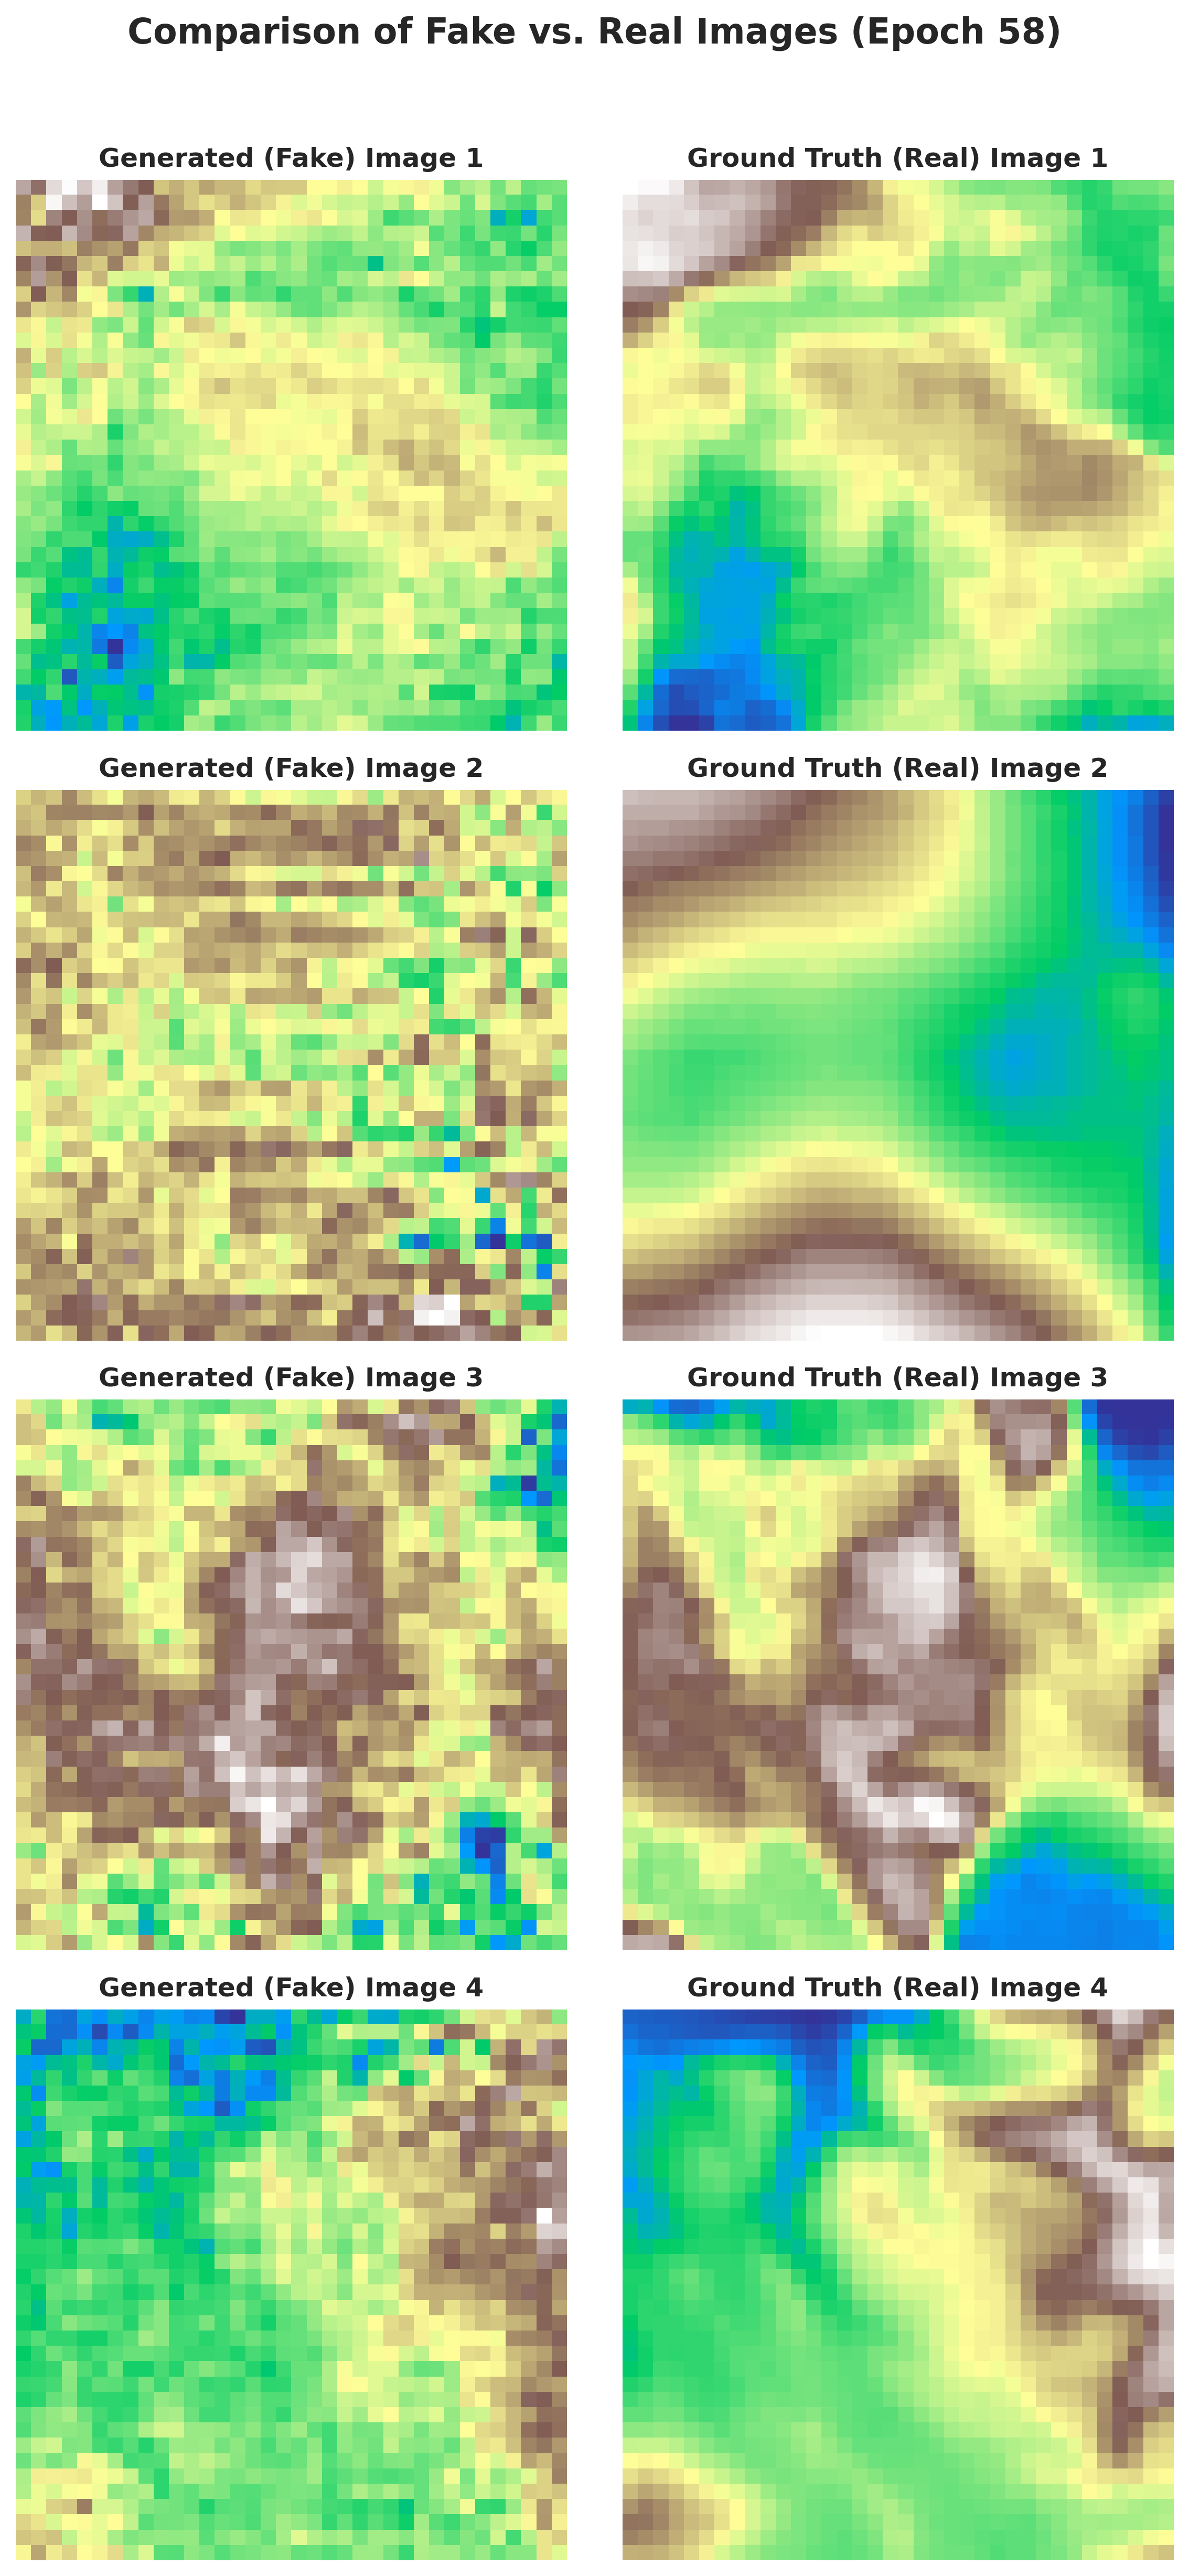 Comparison of Fake vs. Real Images (Epoch 58)
Generated (Fake) Image 1
Ground Truth (Real) Image 1
Generated (Fake) Image 2
Ground Truth (Real) Image 2
Generated (Fake) Image 3
Ground Truth (Real) Image 3
Generated (Fake) Image 4
Ground Truth (Real) Image 4